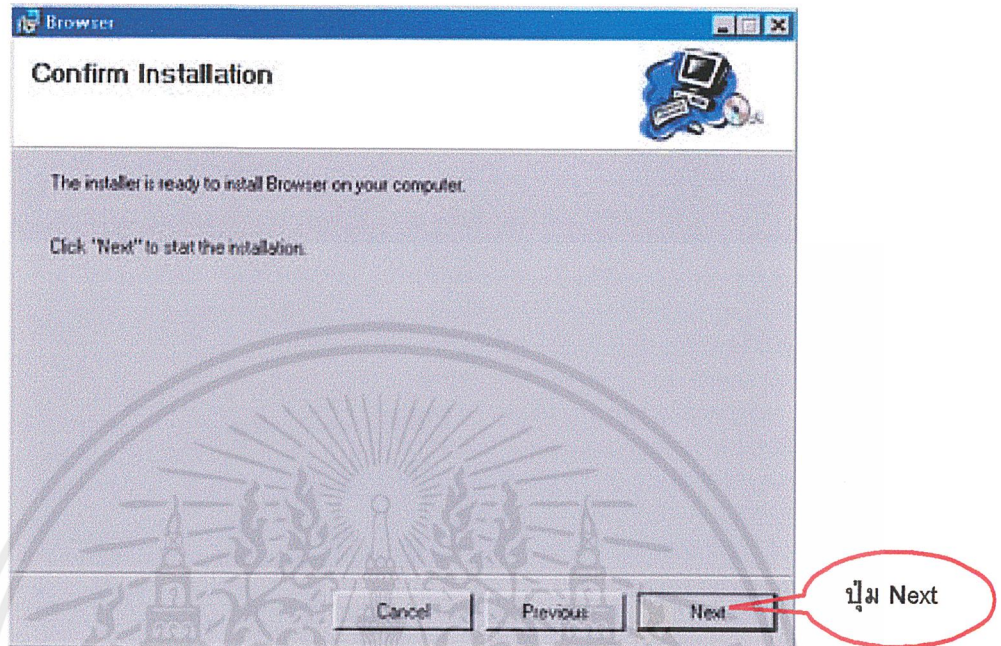 Browser
Confirm Installation
The installer is ready to install Browser on your computer.
Click "Next" to start the installation.
Cancel
Previous
Next
ปุ่ม Next